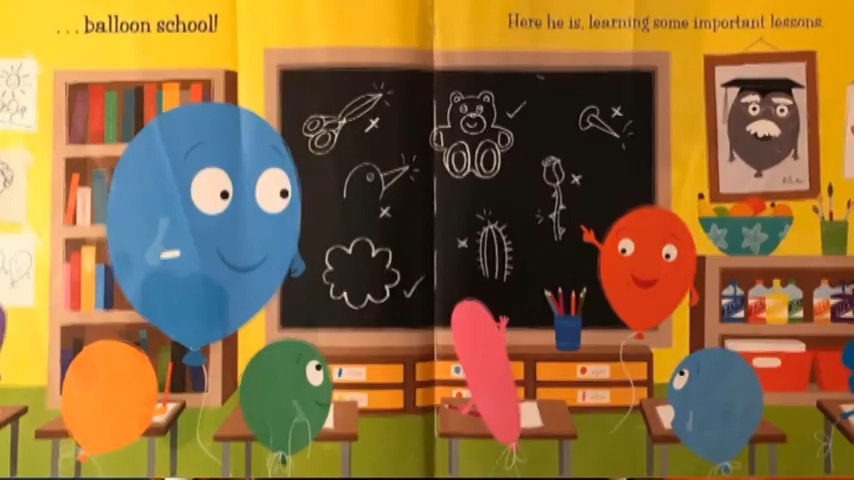 ...balloon school!
Here he is, learning some important lessons.